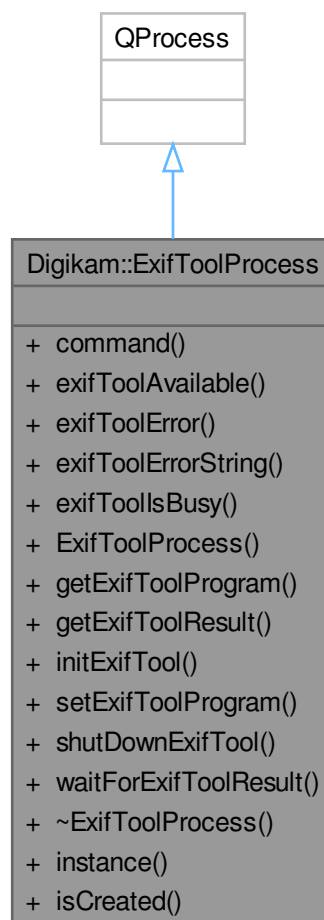 QProcess
Digikam::ExifToolProcess
+ command()
+ exifToolAvailable()
+ exifToolError()
+ exifToolErrorString()
+ exifToolIsBusy()
+ ExifToolProcess()
+ getExifToolProgram()
+ getExifToolResult()
+ initExifTool()
+ setExifToolProgram()
+ shutDownExifTool()
+ waitForExifToolResult()
+ ~ExifToolProcess()
+ instance()
+ isCreated()